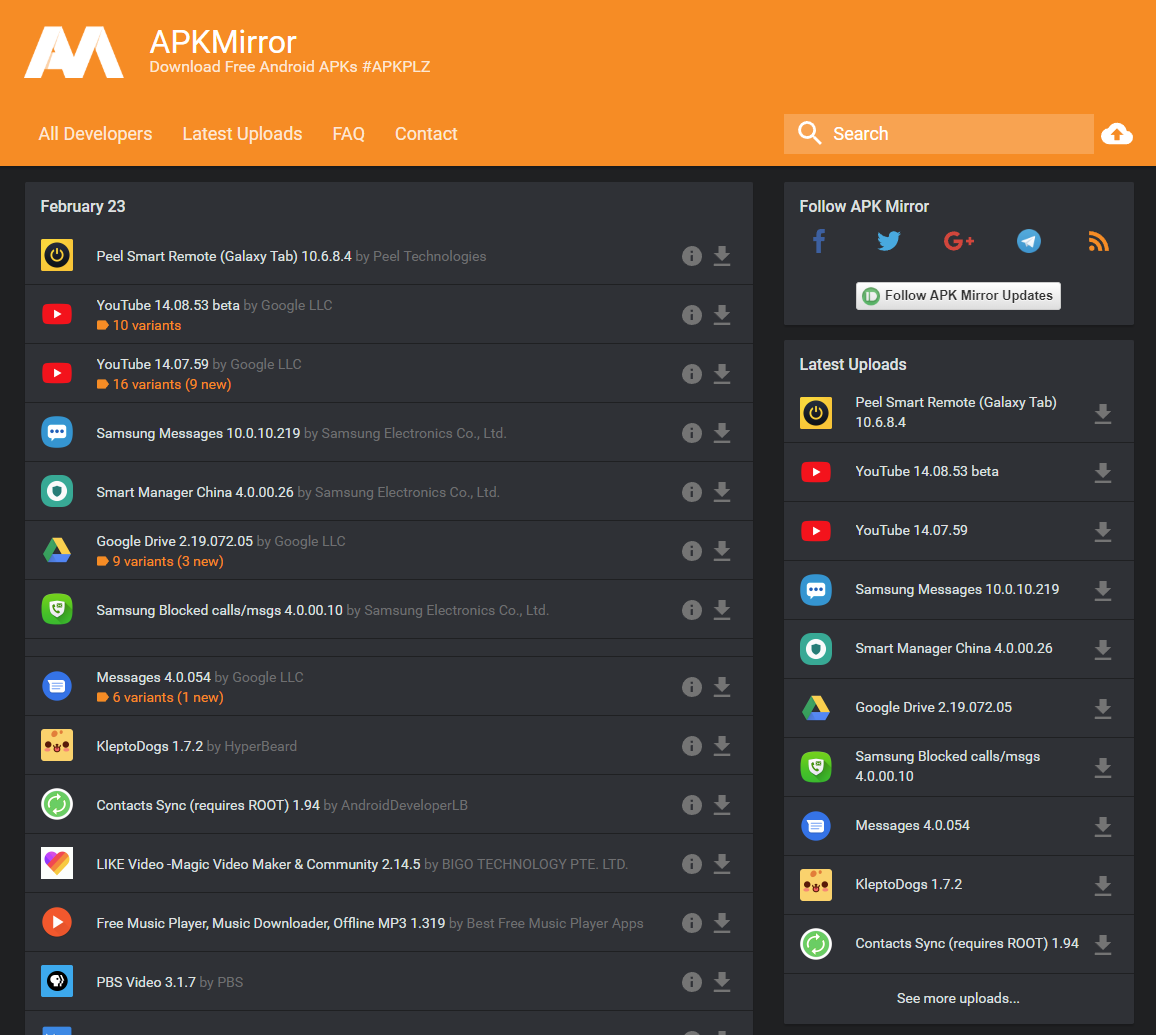 APKMirror
Download Free Android APKs #APKPLZ
All Developers
Latest Uploads
FAQ
Contact
Search
February 23
Peel Smart Remote (Galaxy Tab) 10.6.8.4 by Peel Technologies
YouTube 14.08.53 beta by Google LLC
10 variants
YouTube 14.07.59 by Google LLC
16 variants (9 new)
Samsung Messages 10.0.10.219 by Samsung Electronics Co., Ltd.
Smart Manager China 4.0.00.26 by Samsung Electronics Co., Ltd.
Google Drive 2.19.072.05 by Google LLC
9 variants (3 new)
Samsung Blocked calls/msgs 4.0.00.10 by Samsung Electronics Co., Ltd.
Messages 4.0.054 by Google LLC
6 variants (1 new)
KleptoDogs 1.7.2 by HyperBeard
Contacts Sync (requires ROOT) 1.94 by AndroidDeveloperLB
LIKE Video -Magic Video Maker & Community 2.14.5 by BIGO TECHNOLOGY PTE. LTD.
Free Music Player, Music Downloader, Offline MP3 1.319 by Best Free Music Player Apps
PBS Video 3.1.7 by PBS
Follow APK Mirror
Follow APK Mirror Updates
Latest Uploads
Peel Smart Remote (Galaxy Tab)
10.6.8.4
YouTube 14.08.53 beta
YouTube 14.07.59
Samsung Messages 10.0.10.219
Smart Manager China 4.0.00.26
Google Drive 2.19.072.05
Samsung Blocked calls/msgs
4.0.00.10
Messages 4.0.054
KleptoDogs 1.7.2
Contacts Sync (requires ROOT) 1.94
See more uploads...